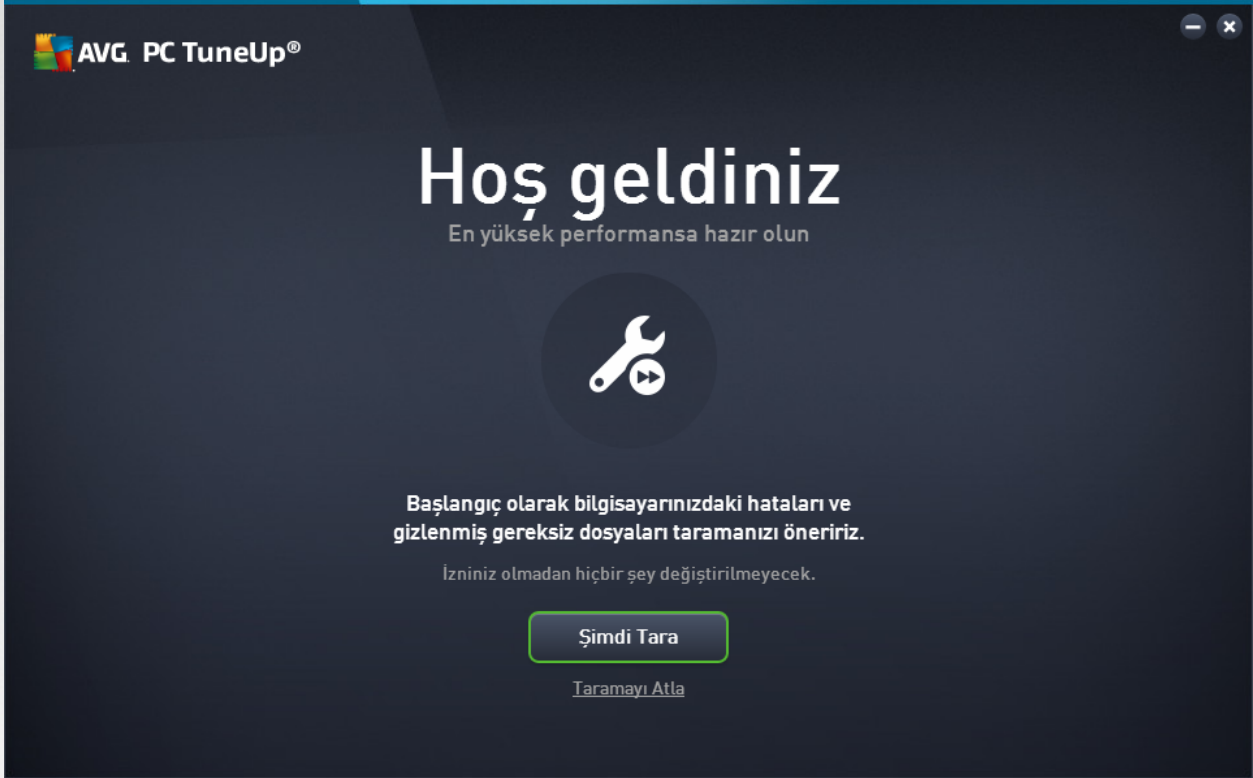 AVG. PC TuneUp®
Hoş geldiniz
En yüksek performansa hazır olun
Başlangıç olarak bilgisayarınızdaki hataları ve
gizlenmiş gereksiz dosyaları taramanızı öneririz.
İzniniz olmadan hiçbir şey değiştirilmeyecek.
Şimdi Tara
Taramayı Atla